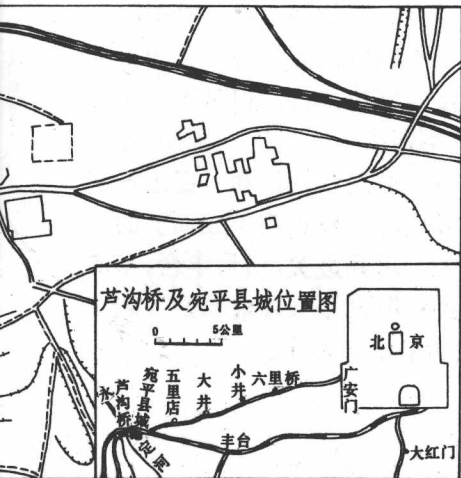 芦沟桥及宛平县城位置图
0 5公里
北京
广安门
六里桥
小井
大井
五里店
宛平县城
芦沟桥
永
丰台
大红门